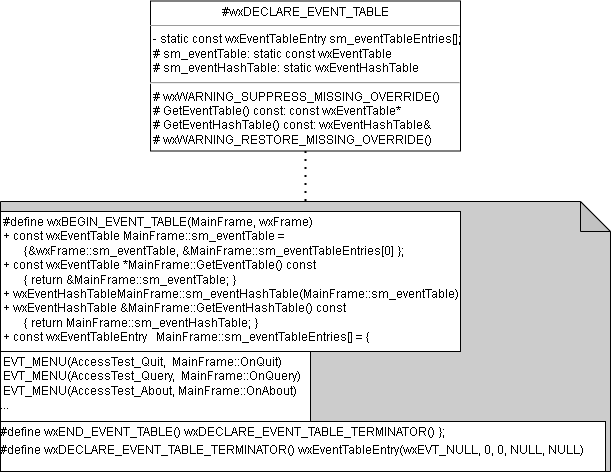 #wxDECLARE_EVENT_TABLE
- static const wxEventTableEntry sm_eventTableEntries[];
# sm_eventTable: static const wxEventTable
# sm_eventHashTable: static wxEventHashTable
# wxWARNING_SUPPRESS_MISSING_OVERRIDE()
# GetEventTable() const: const wxEventTable*
# GetEventHashTable() const: wxEventHashTable&
# wxWARNING_RESTORE_MISSING_OVERRIDE()
#define wxBEGIN_EVENT_TABLE(MainFrame, wxFrame)
+ const wxEventTable MainFrame::sm_eventTable =
{&wxFrame::sm_eventTable, &MainFrame::sm_eventTableEntries[0] };
+ const wxEventTable *MainFrame::GetEventTable() const
{ return &MainFrame::sm_eventTable; }
+ wxEventHashTableMainFrame::sm_eventHashTable(MainFrame::sm_eventTable)
+ wxEventHashTable &MainFrame::GetEventHashTable() const
{ return MainFrame::sm_eventHashTable; }
+ const wxEventTableEntry MainFrame::sm_eventTableEntries[] = {
EVT_MENU(AccessTest_Quit, MainFrame::OnQuit)
EVT_MENU(AccessTest_Query, MainFrame::OnQuery)
EVT_MENU(AccessTest_About, MainFrame::OnAbout)
...
#define wxEND_EVENT_TABLE() wxDECLARE_EVENT_TABLE_TERMINATOR() };
#define wxDECLARE_EVENT_TABLE_TERMINATOR() wxEventTableEntry(wxEVT_NULL, 0, 0, NULL, NULL)